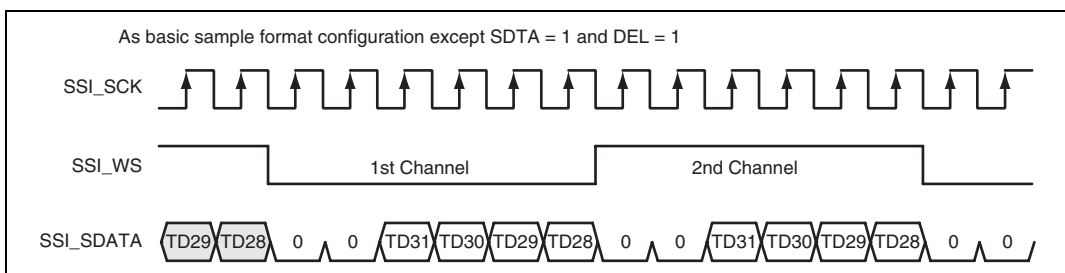 As basic sample format configuration except SDTA = 1 and DEL = 1
SSI_SCK
SSI_WS 1st Channel 2nd Channel
SSI_SDATA TD29 TD28 0 0 TD31 TD30 TD29 TD28 0 0 TD31 TD30 TD29 TD28 0 0